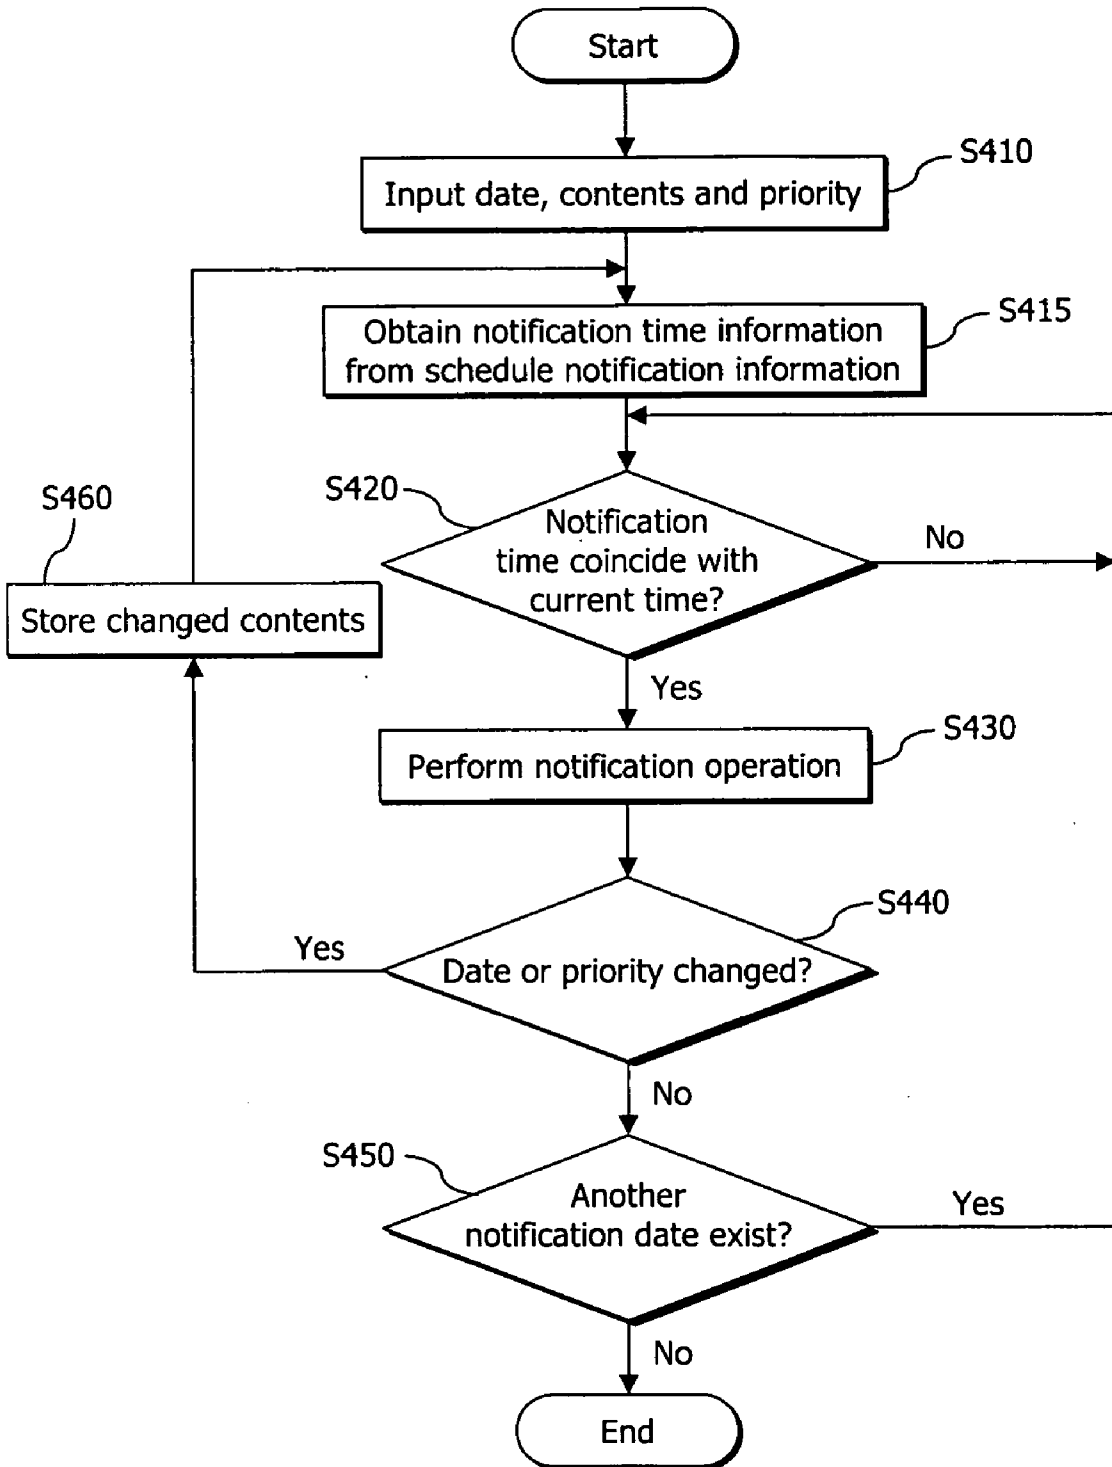 Start
S410
Input date, contents and priority
S415
Obtain notification time information
from schedule notification information
S460
S420
Notification
time coincide with
current time?
No
Store changed contents
Yes
S430
Perform notification operation
S440
Yes
Date or priority changed?
No
S450
Another
notification date exist?
Yes
No
End